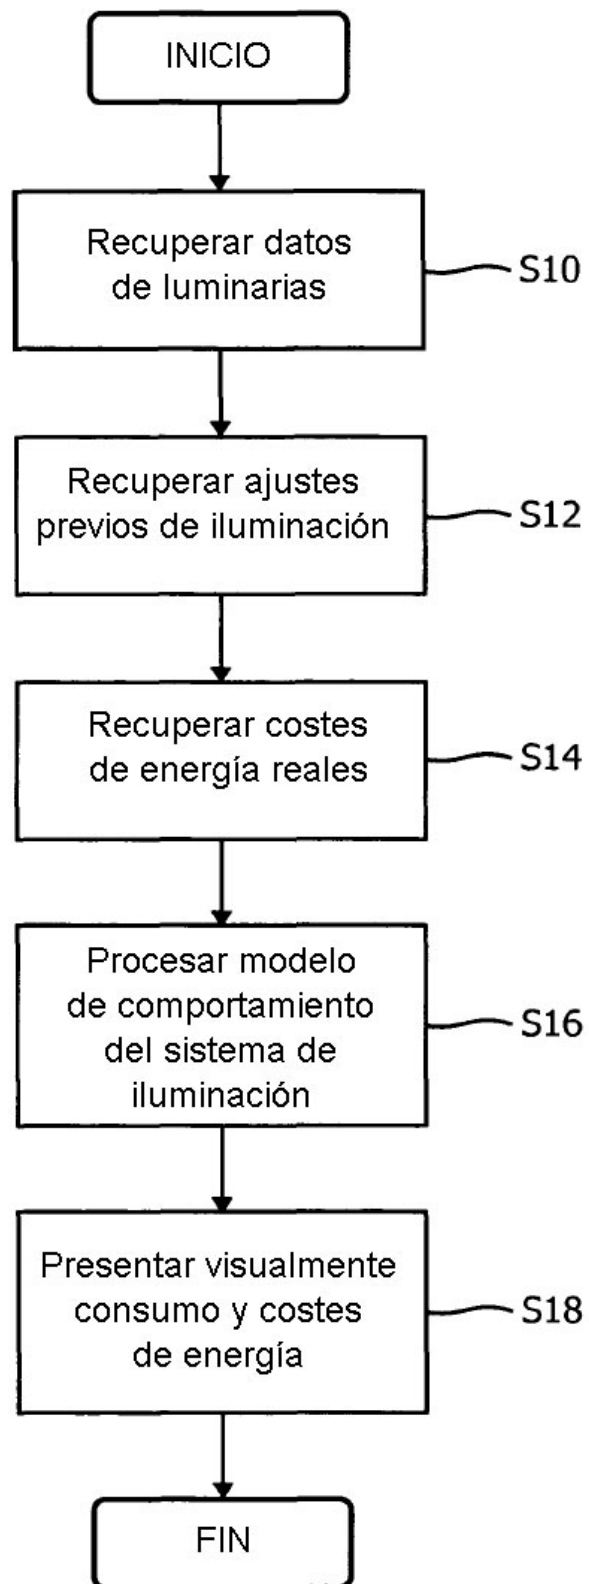 INICIO
Recuperar datos
de luminarias
S10
Recuperar ajustes
previos de iluminación
S12
Recuperar costes
de energía reales
S14
Procesar modelo
de comportamiento
del sistema de
iluminación
S16
Presentar visualmente
consumo y costes
de energía
S18
FIN